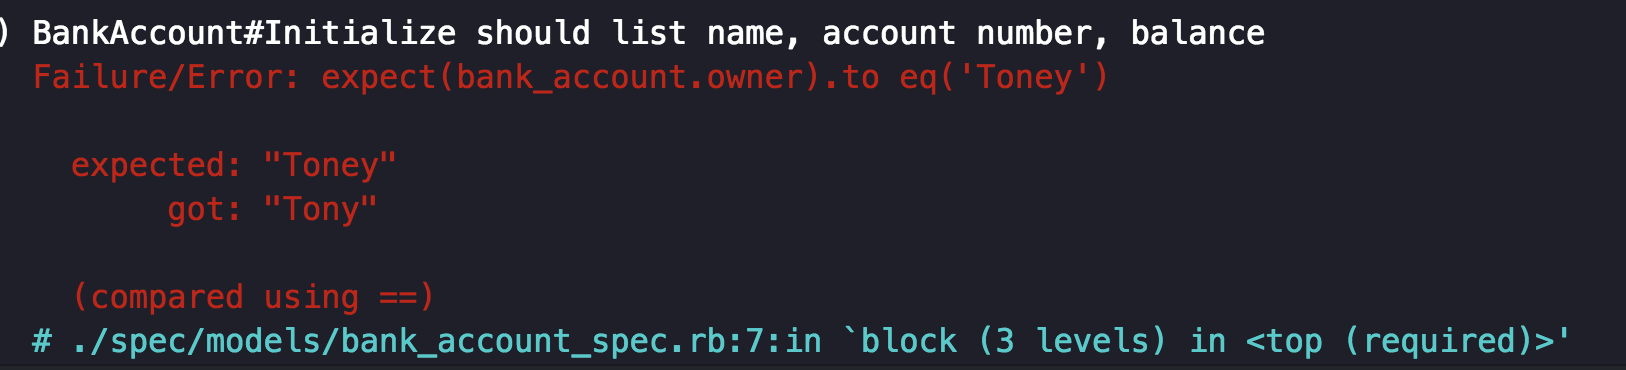 ) BankAccount#Initialize should list name, account number, balance
Failure/Error: expect(bank_account.owner).to eq('Toney')
expected: "Toney"
got: "Tony"
(compared using ==)
# ./spec/models/bank_account_spec.rb:7:in `block (3 levels) in <top (required)>'